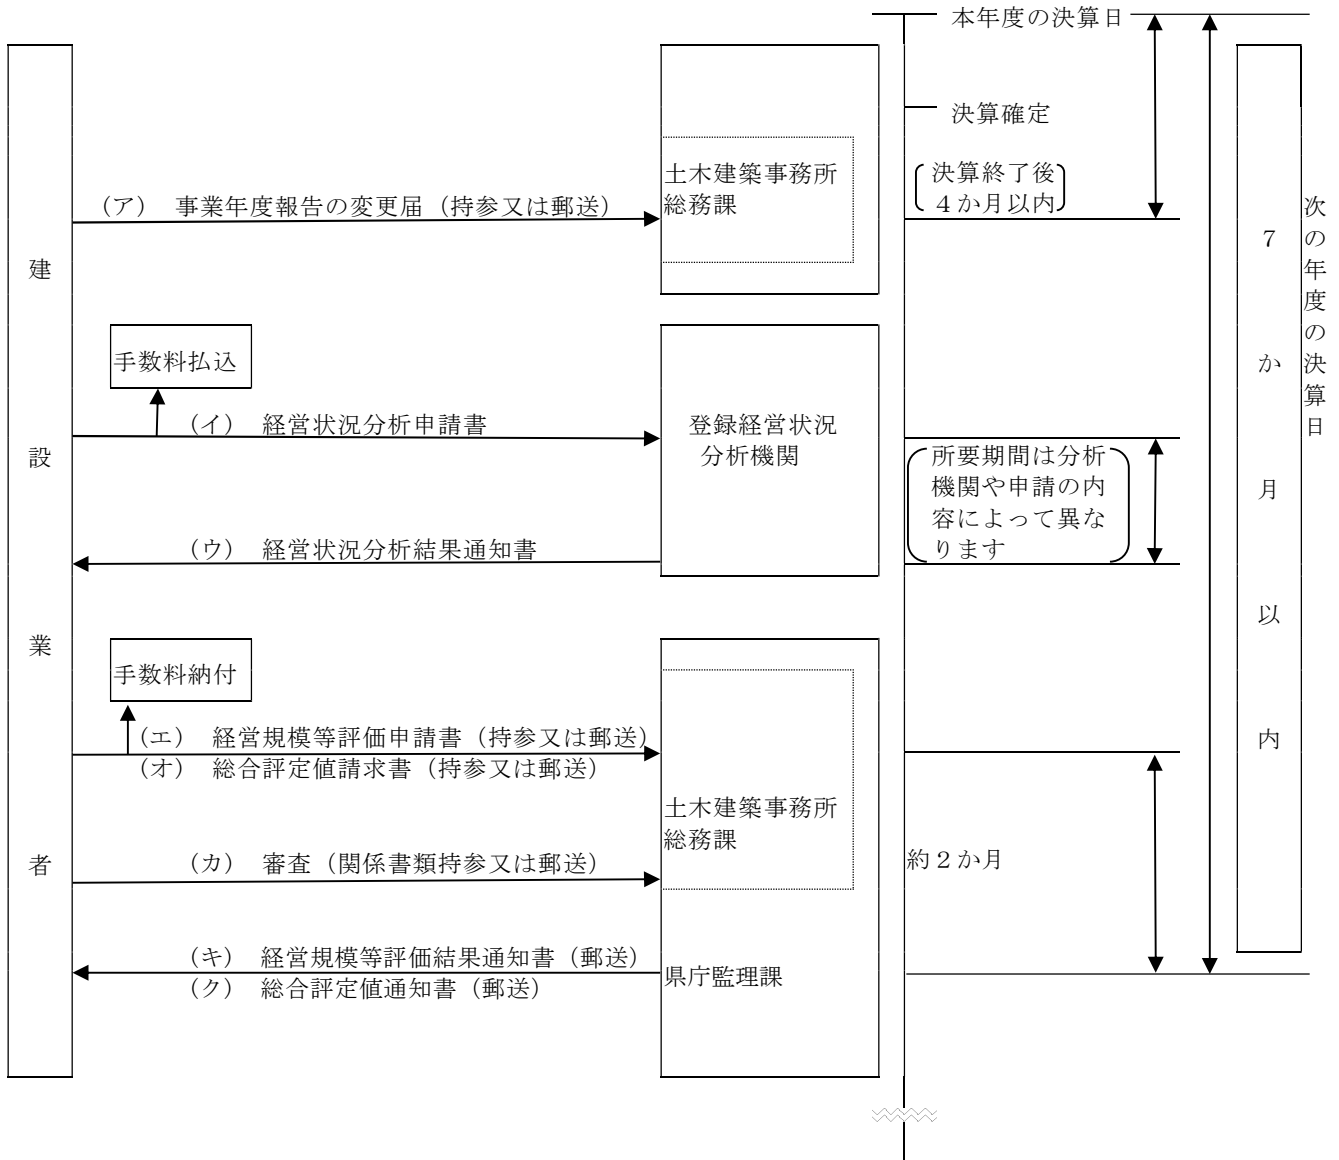 本年度の決算日
決算確定
土木建築事務所
総務課
決算終了後
４か月以内
（ア） 事業年度報告の変更届（持参又は郵送）
建設業者
手数料払込
（イ） 経営状況分析申請書
登録経営状況
分析機関
所要期間は分析
機関や申請の内
容によって異な
ります
（ウ） 経営状況分析結果通知書
手数料納付
（エ） 経営規模等評価申請書（持参又は郵送）
（オ） 総合評定値請求書（持参又は郵送）
土木建築事務所
総務課
（カ） 審査（関係書類持参又は郵送）
約２か月
（キ） 経営規模等評価結果通知書（郵送）
（ク） 総合評定値通知書（郵送）
県庁監理課
７か月以内
次の年度の決算日